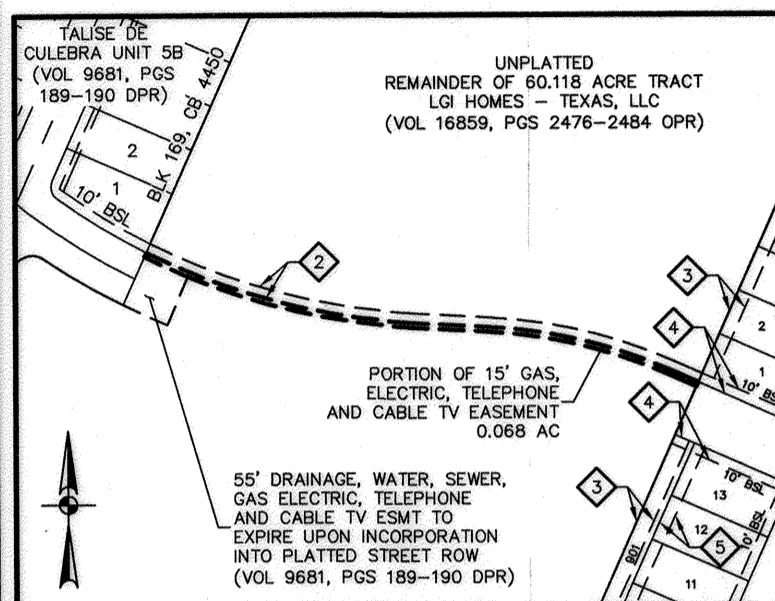 TALISE DE
CULEBRA UNIT 5B
(VOL 9681, PGS
189-190 DPR)
BLK 169, CB 4450
UNPLATTED
REMAINDER OF 60.118 ACRE TRACT
LGI HOMES - TEXAS, LLC
(VOL 16859, PGS 2476-2484 OPR)
2
1
10' BSL
2
3
2
4
1
10' BSL
PORTION OF 15' GAS,
ELECTRIC, TELEPHONE
AND CABLE TV EASEMENT
0.068 AC
4
55' DRAINAGE, WATER, SEWER,
GAS ELECTRIC, TELEPHONE
AND CABLE TV ESMT TO
EXPIRE UPON INCORPORATION
INTO PLATTED STREET ROW
(VOL 9681, PGS 189-190 DPR)
10' BSL
13
3
12
10' BSL
5
901
11